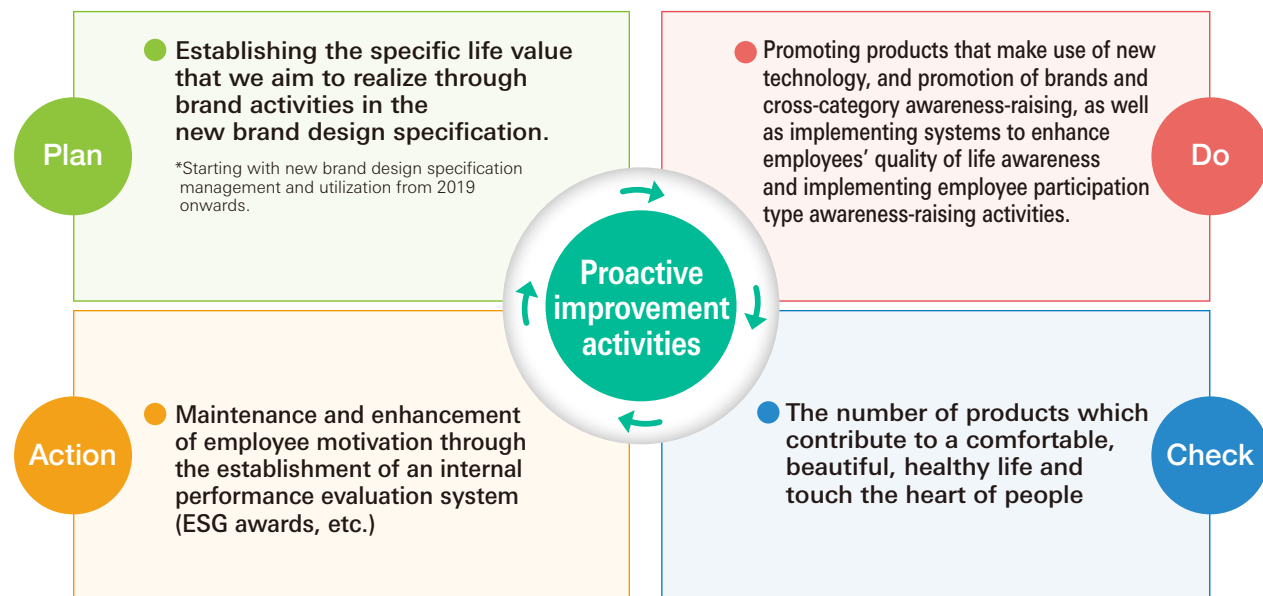 Plan
Establishing the specific life value
that we aim to realize through
brand activities in the
new brand design specification.
*Starting with new brand design specification
management and utilization from 2019
onwards.
Do
Promoting products that make use of new
technology, and promotion of brands and
cross-category awareness-raising, as well
as implementing systems to enhance
employees’ quality of life awareness
and implementing employee participation
type awareness-raising activities.
Proactive
improvement
activities
Action
Maintenance and enhancement
of employee motivation through
the establishment of an internal
performance evaluation system
(ESG awards, etc.)
Check
The number of products which
contribute to a comfortable,
beautiful, healthy life and
touch the heart of people